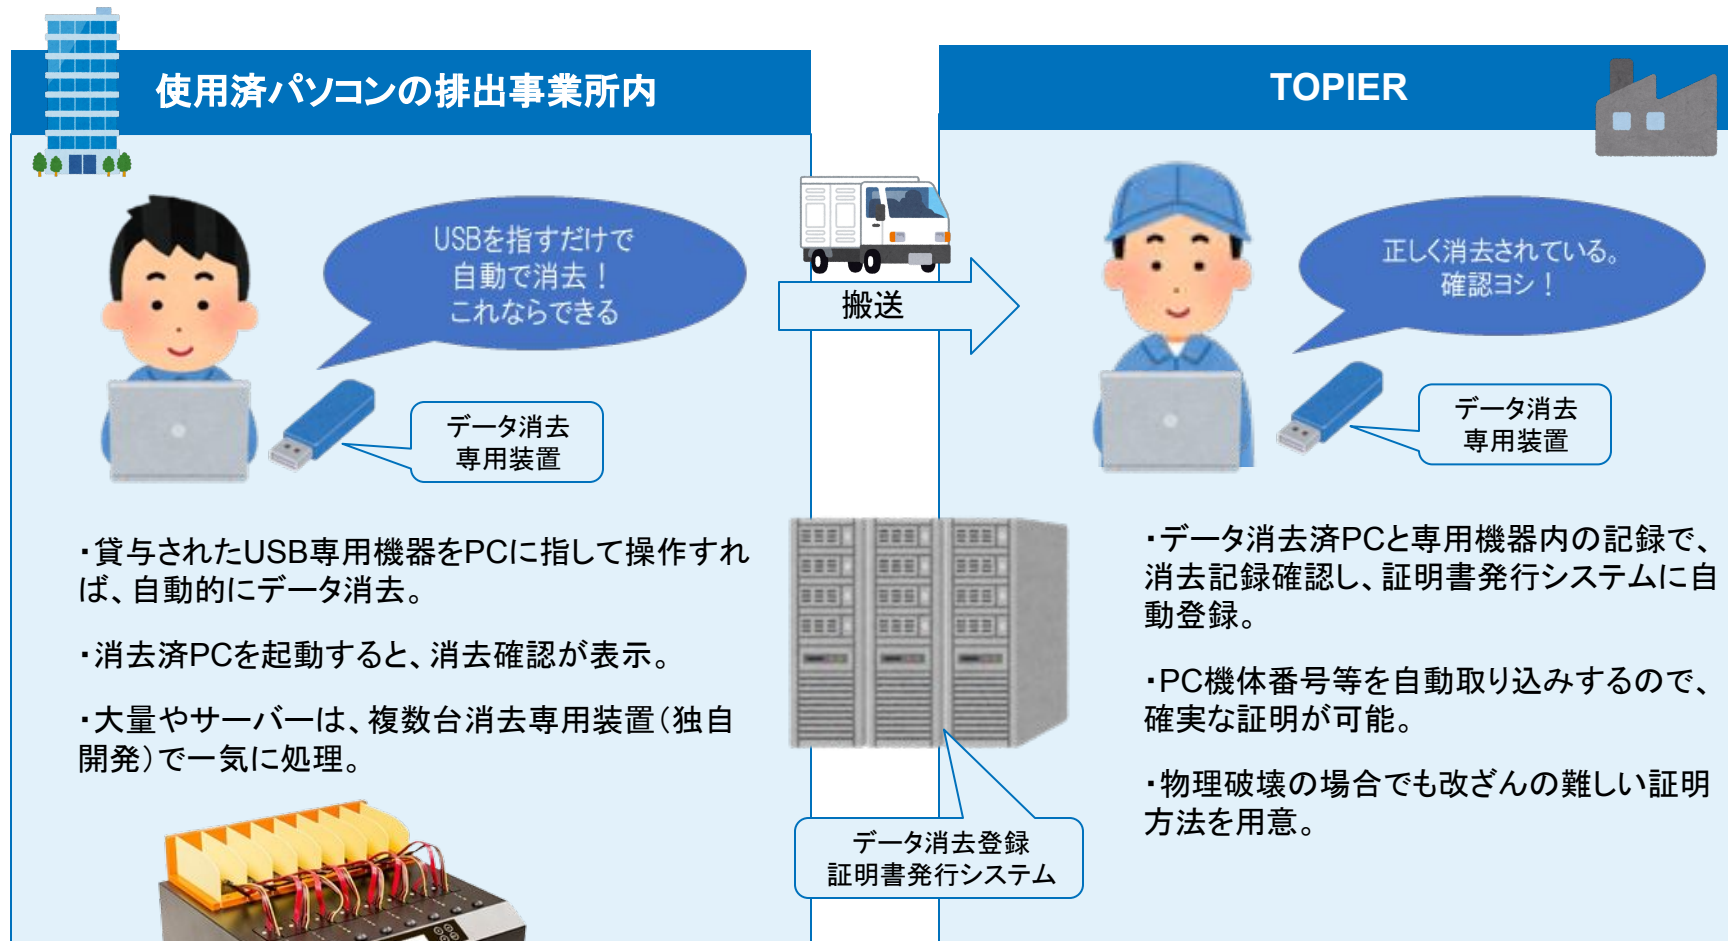 使用済パソコンの排出事業所内
USBを指すだけで
自動で消去！
これならできる
データ消去
専用装置
・貸与されたUSB専用機器をPCに指して操作すれ
ば、自動的にデータ消去。
・消去済PCを起動すると、消去確認が表示。
・大量やサーバーは、複数台消去専用装置（独自
開発）で一気に処理。
搬送
データ消去登録
証明書発行システム
TOPIER
正しく消去されている。
確認ヨシ！
データ消去
専用装置
・データ消去済PCと専用機器内の記録で、
消去記録確認し、証明書発行システムに自
動登録。
・PC機体番号等を自動取り込みするので、
確実な証明が可能。
・物理破壊の場合でも改ざんの難しい証明
方法を用意。